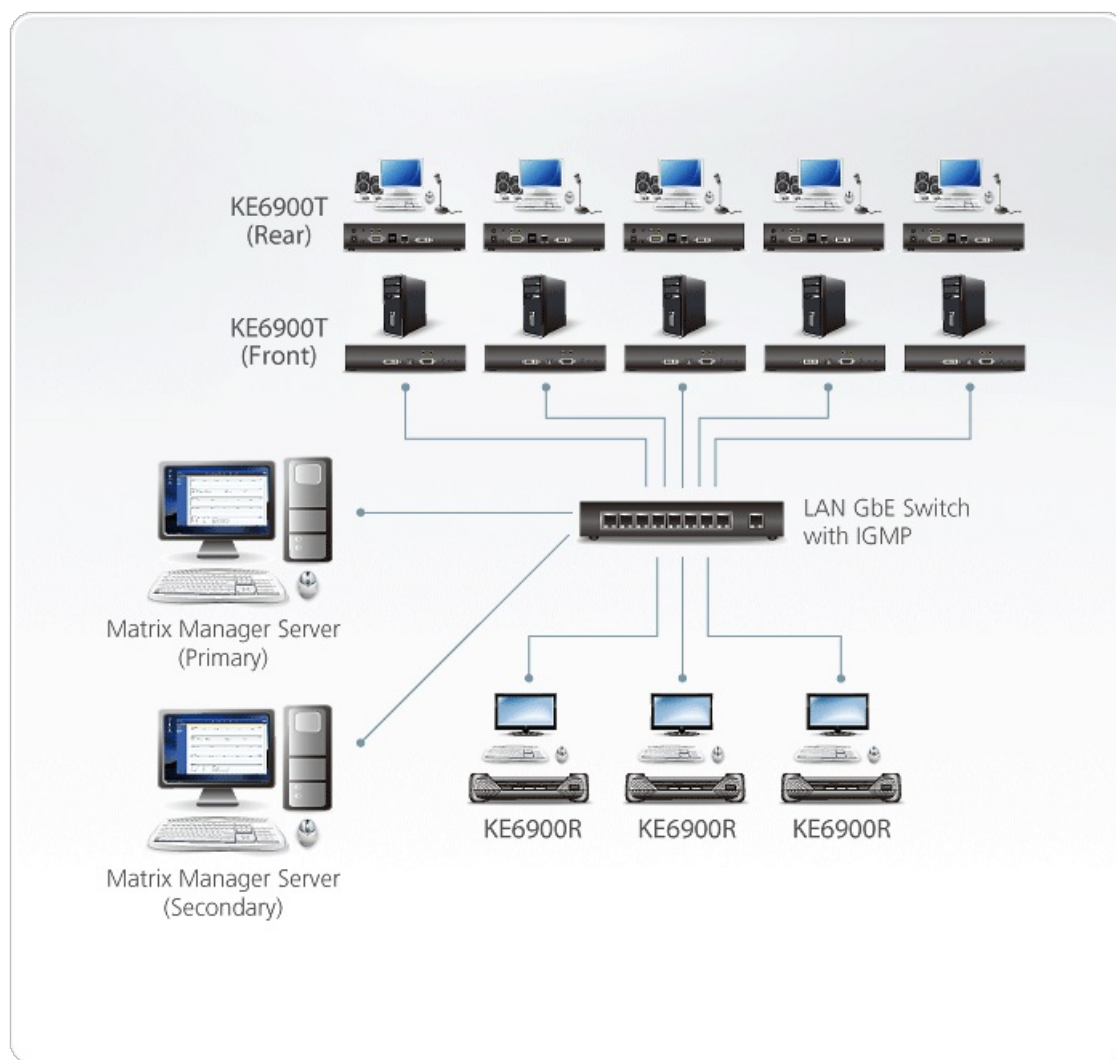 KE6900T
(Rear)
KE6900T
(Front)
LAN GbE Switch
with IGMP
Matrix Manager Server
(Primary)
KE6900R
KE6900R
KE6900R
Matrix Manager Server
(Secondary)